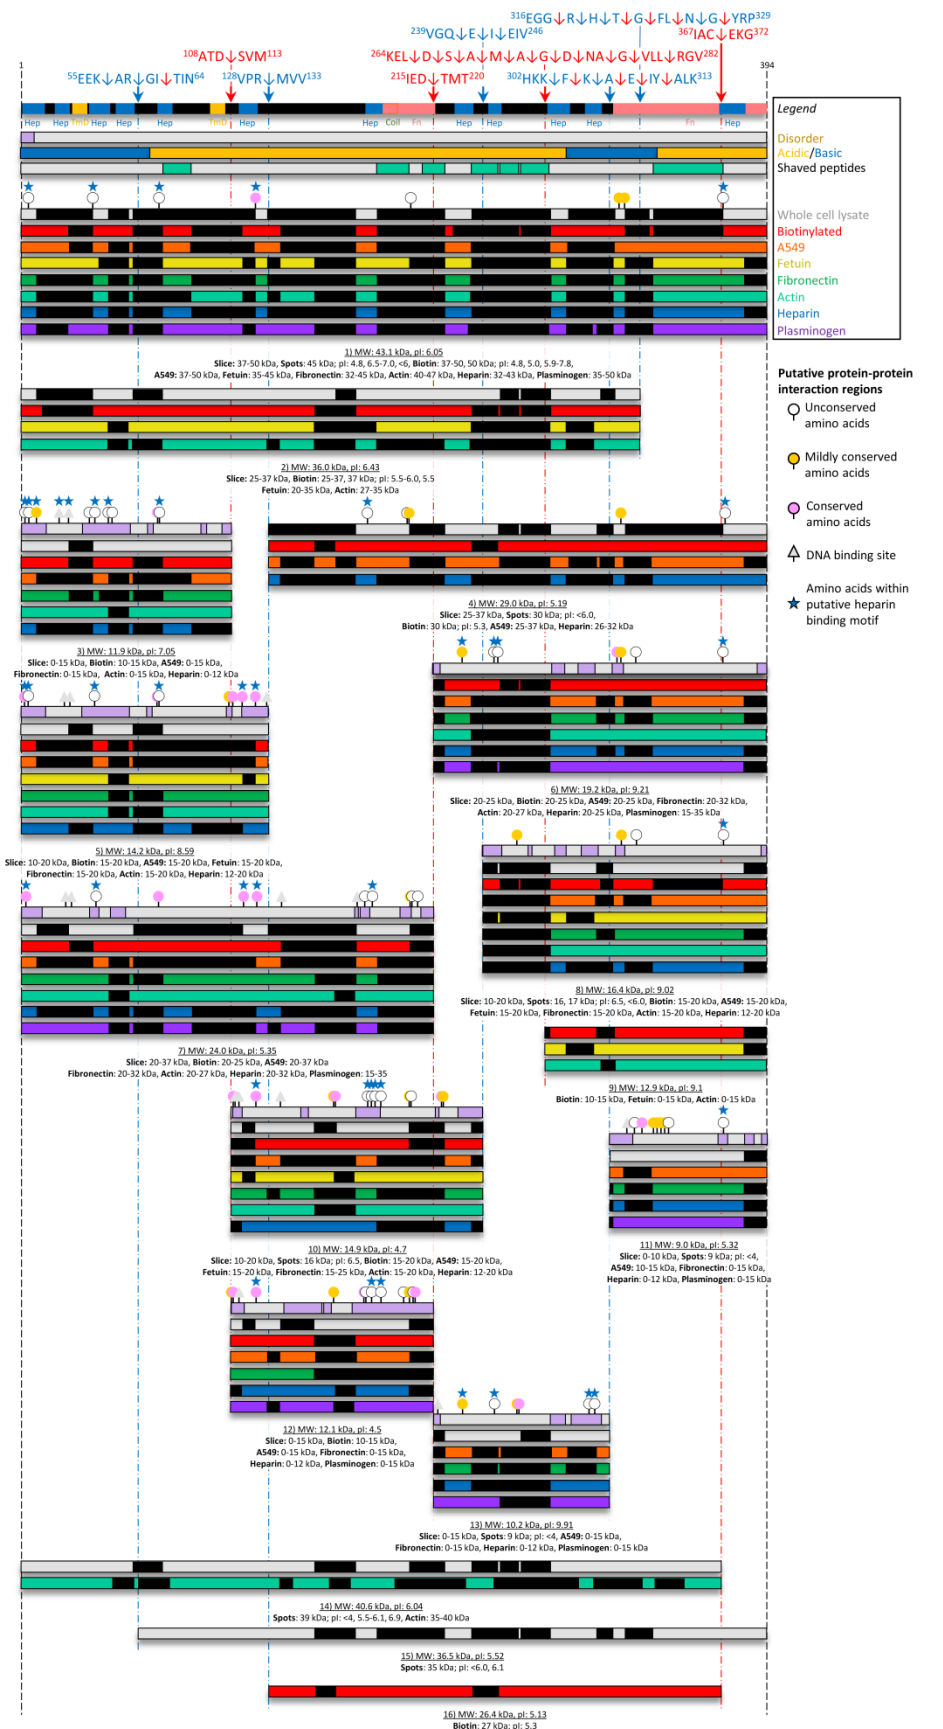 316EGG↓R↓H↓T↓G↓FL↓N↓G↓YRP329
239VGQ↓E↓I↓EIV246
367IAC↓EKG372
108ATD↓SVM113
264KEL↓D↓S↓A↓M↓A↓G↓D↓NA↓G↓VLL↓RGV282
55EEK↓AR↓GI↓TIN64
128VPR↓MVV133
215IED↓TMT220
302HKK↓F↓K↓A↓E↓IY↓ALK313
1
394
Legend
Hep Hep TmD Hep Hep Hep TmD Hep Hep Coil Fn Hep Hep Hep Hep Fn Hep
Disorder
Acidic/Basic
Shaved peptides
Whole cell lysate
Biotinylated
A549
Fetuin
Fibronectin
Actin
Heparin
Plasminogen
1) MW: 43.1 kDa, pI: 6.05
Slice: 37-50 kDa, Spots: 45 kDa; pI: 4.8, 6.5-7.0, <6, Biotin: 37-50, 50 kDa; pI: 4.8, 5.0, 5.9-7.8,
A549: 37-50 kDa, Fetuin: 35-45 kDa, Fibronectin: 32-45 kDa, Actin: 40-47 kDa, Heparin: 32-43 kDa, Plasminogen: 35-50 kDa
Putative protein-protein
interaction regions
Unconserved
amino acids
Mildly conserved
amino acids
Conserved
amino acids
DNA binding site
Amino acids within
putative heparin
binding motif
2) MW: 36.0 kDa, pI: 6.43
Slice: 25-37 kDa, Biotin: 25-37, 37 kDa; pI: 5.5-6.0, 5.5
Fetuin: 20-35 kDa, Actin: 27-35 kDa
4) MW: 29.0 kDa, pI: 5.19
Slice: 25-37 kDa, Spots: 30 kDa; pI: <6.0,
Biotin: 30 kDa; pI: 5.3, A549: 25-37 kDa, Heparin: 26-32 kDa
3) MW: 11.9 kDa, pI: 7.05
Slice: 0-15 kDa, Biotin: 10-15 kDa, A549: 0-15 kDa,
Fibronectin: 0-15 kDa, Actin: 0-15 kDa, Heparin: 0-12 kDa
6) MW: 19.2 kDa, pI: 9.21
Slice: 20-25 kDa, Biotin: 20-25 kDa, A549: 20-25 kDa, Fibronectin: 20-32 kDa,
Actin: 20-27 kDa, Heparin: 20-25 kDa, Plasminogen: 15-35 kDa
5) MW: 14.2 kDa, pI: 8.59
Slice: 10-20 kDa, Biotin: 15-20 kDa, A549: 15-20 kDa, Fetuin: 15-20 kDa,
Fibronectin: 15-20 kDa, Actin: 15-20 kDa, Heparin: 12-20 kDa
8) MW: 16.4 kDa, pI: 9.02
Slice: 10-20 kDa, Spots: 16, 17 kDa; pI: 6.5, <6.0, Biotin: 15-20 kDa, A549: 15-20 kDa,
Fetuin: 15-20 kDa, Fibronectin: 15-20 kDa, Actin: 15-20 kDa, Heparin: 12-20 kDa
7) MW: 24.0 kDa, pI: 5.35
Slice: 20-37 kDa, Biotin: 20-25 kDa, A549: 20-37 kDa
Fibronectin: 20-32 kDa, Actin: 20-27 kDa, Heparin: 20-32 kDa, Plasminogen: 15-35
9) MW: 12.9 kDa, pI: 9.1
Biotin: 10-15 kDa, Fetuin: 0-15 kDa, Actin: 0-15 kDa
10) MW: 14.9 kDa, pI: 4.7
Slice: 10-20 kDa, Spots: 16 kDa; pI: 6.5, Biotin: 15-20 kDa, A549: 15-20 kDa,
Fetuin: 15-20 kDa, Fibronectin: 15-25 kDa, Actin: 15-20 kDa, Heparin: 12-20 kDa
11) MW: 9.0 kDa, pI: 5.32
Slice: 0-10 kDa, Spots: 9 kDa; pI: <4,
A549: 10-15 kDa, Fibronectin: 0-15 kDa,
Heparin: 0-12 kDa, Plasminogen: 0-15 kDa
12) MW: 12.1 kDa, pI: 4.5
Slice: 0-15 kDa, Biotin: 10-15 kDa,
A549: 0-15 kDa, Fibronectin: 0-15 kDa,
Heparin: 0-12 kDa, Plasminogen: 0-15 kDa
13) MW: 10.2 kDa, pI: 9.91
Slice: 0-15 kDa, Spots: 9 kDa; pI: <4, A549: 0-15 kDa,
Fibronectin: 0-15 kDa, Heparin: 0-12 kDa, Plasminogen: 0-15 kDa
14) MW: 40.6 kDa, pI: 6.04
Spots: 39 kDa; pI: <4, 5.5-6.1, 6.9, Actin: 35-40 kDa
15) MW: 36.5 kDa, pI: 5.52
Spots: 35 kDa; pI: <6.0, 6.1
16) MW: 26.4 kDa, pI: 5.13
Biotin: 27 kDa; pI: 5.3